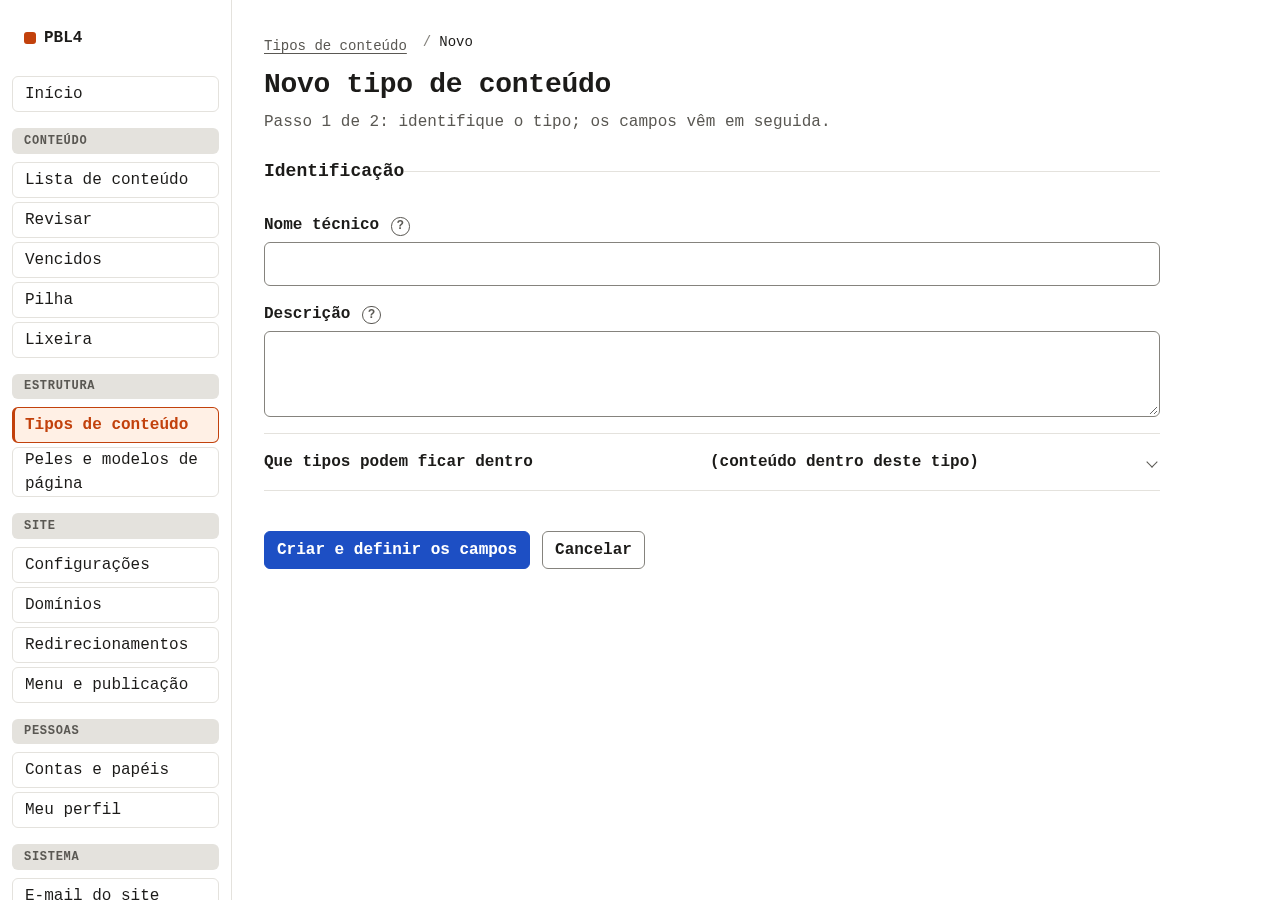 PBL4
Início
CONTEÚDO
Lista de conteúdo
Revisar
Vencidos
Pilha
Lixeira
ESTRUTURA
Tipos de conteúdo
Peles e modelos de
página
SITE
Configurações
Domínios
Redirecionamentos
Menu e publicação
PESSOAS
Contas e papéis
Meu perfil
SISTEMA
E-mail do site
Tipos de conteúdo / Novo
Novo tipo de conteúdo
Passo 1 de 2: identifique o tipo; os campos vêm em seguida.
Identificação
Nome técnico ?
Descrição ?
Que tipos podem ficar dentro (conteúdo dentro deste tipo)
Criar e definir os campos Cancelar